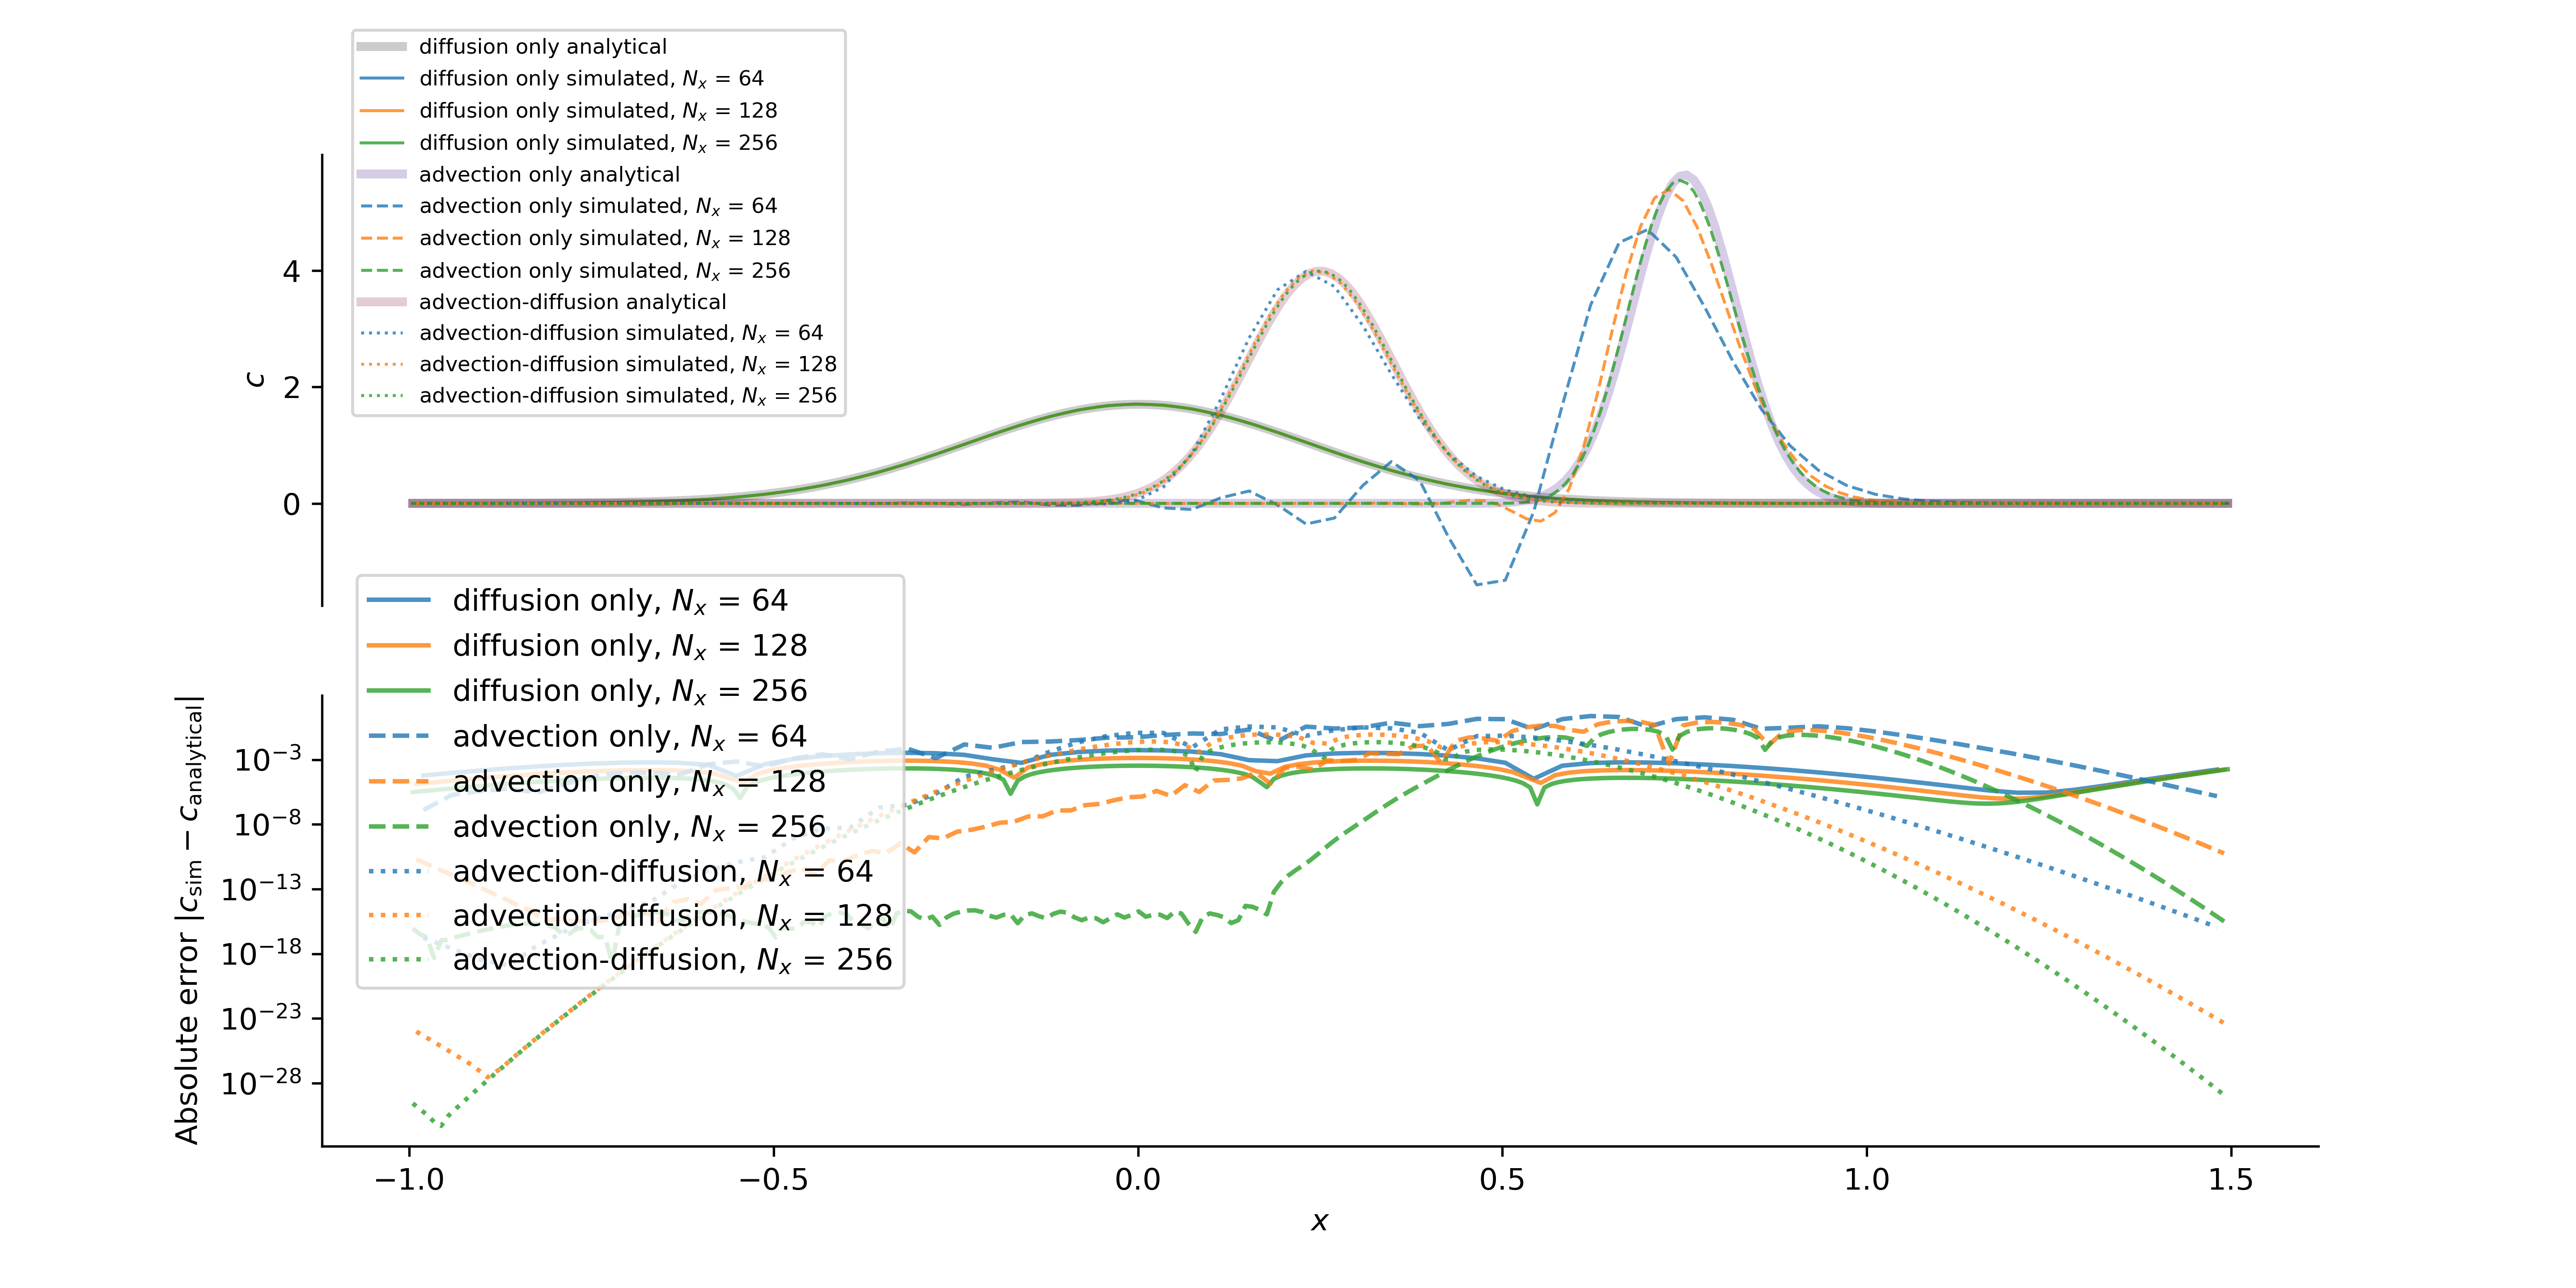 diffusion only analytical
diffusion only simulated, Nₓ = 64
diffusion only simulated, Nₓ = 128
diffusion only simulated, Nₓ = 256
advection only analytical
advection only simulated, Nₓ = 64
advection only simulated, Nₓ = 128
advection only simulated, Nₓ = 256
advection-diffusion analytical
advection-diffusion simulated, Nₓ = 64
advection-diffusion simulated, Nₓ = 128
advection-diffusion simulated, Nₓ = 256
c
4
2
0
diffusion only, Nₓ = 64
diffusion only, Nₓ = 128
diffusion only, Nₓ = 256
advection only, Nₓ = 64
advection only, Nₓ = 128
advection only, Nₓ = 256
advection-diffusion, Nₓ = 64
advection-diffusion, Nₓ = 128
advection-diffusion, Nₓ = 256
Absolute error |c_sim − c_analytical|
10⁻³
10⁻⁸
10⁻¹³
10⁻¹⁸
10⁻²³
10⁻²⁸
−1.0 −0.5 0.0 0.5 1.0 1.5
x